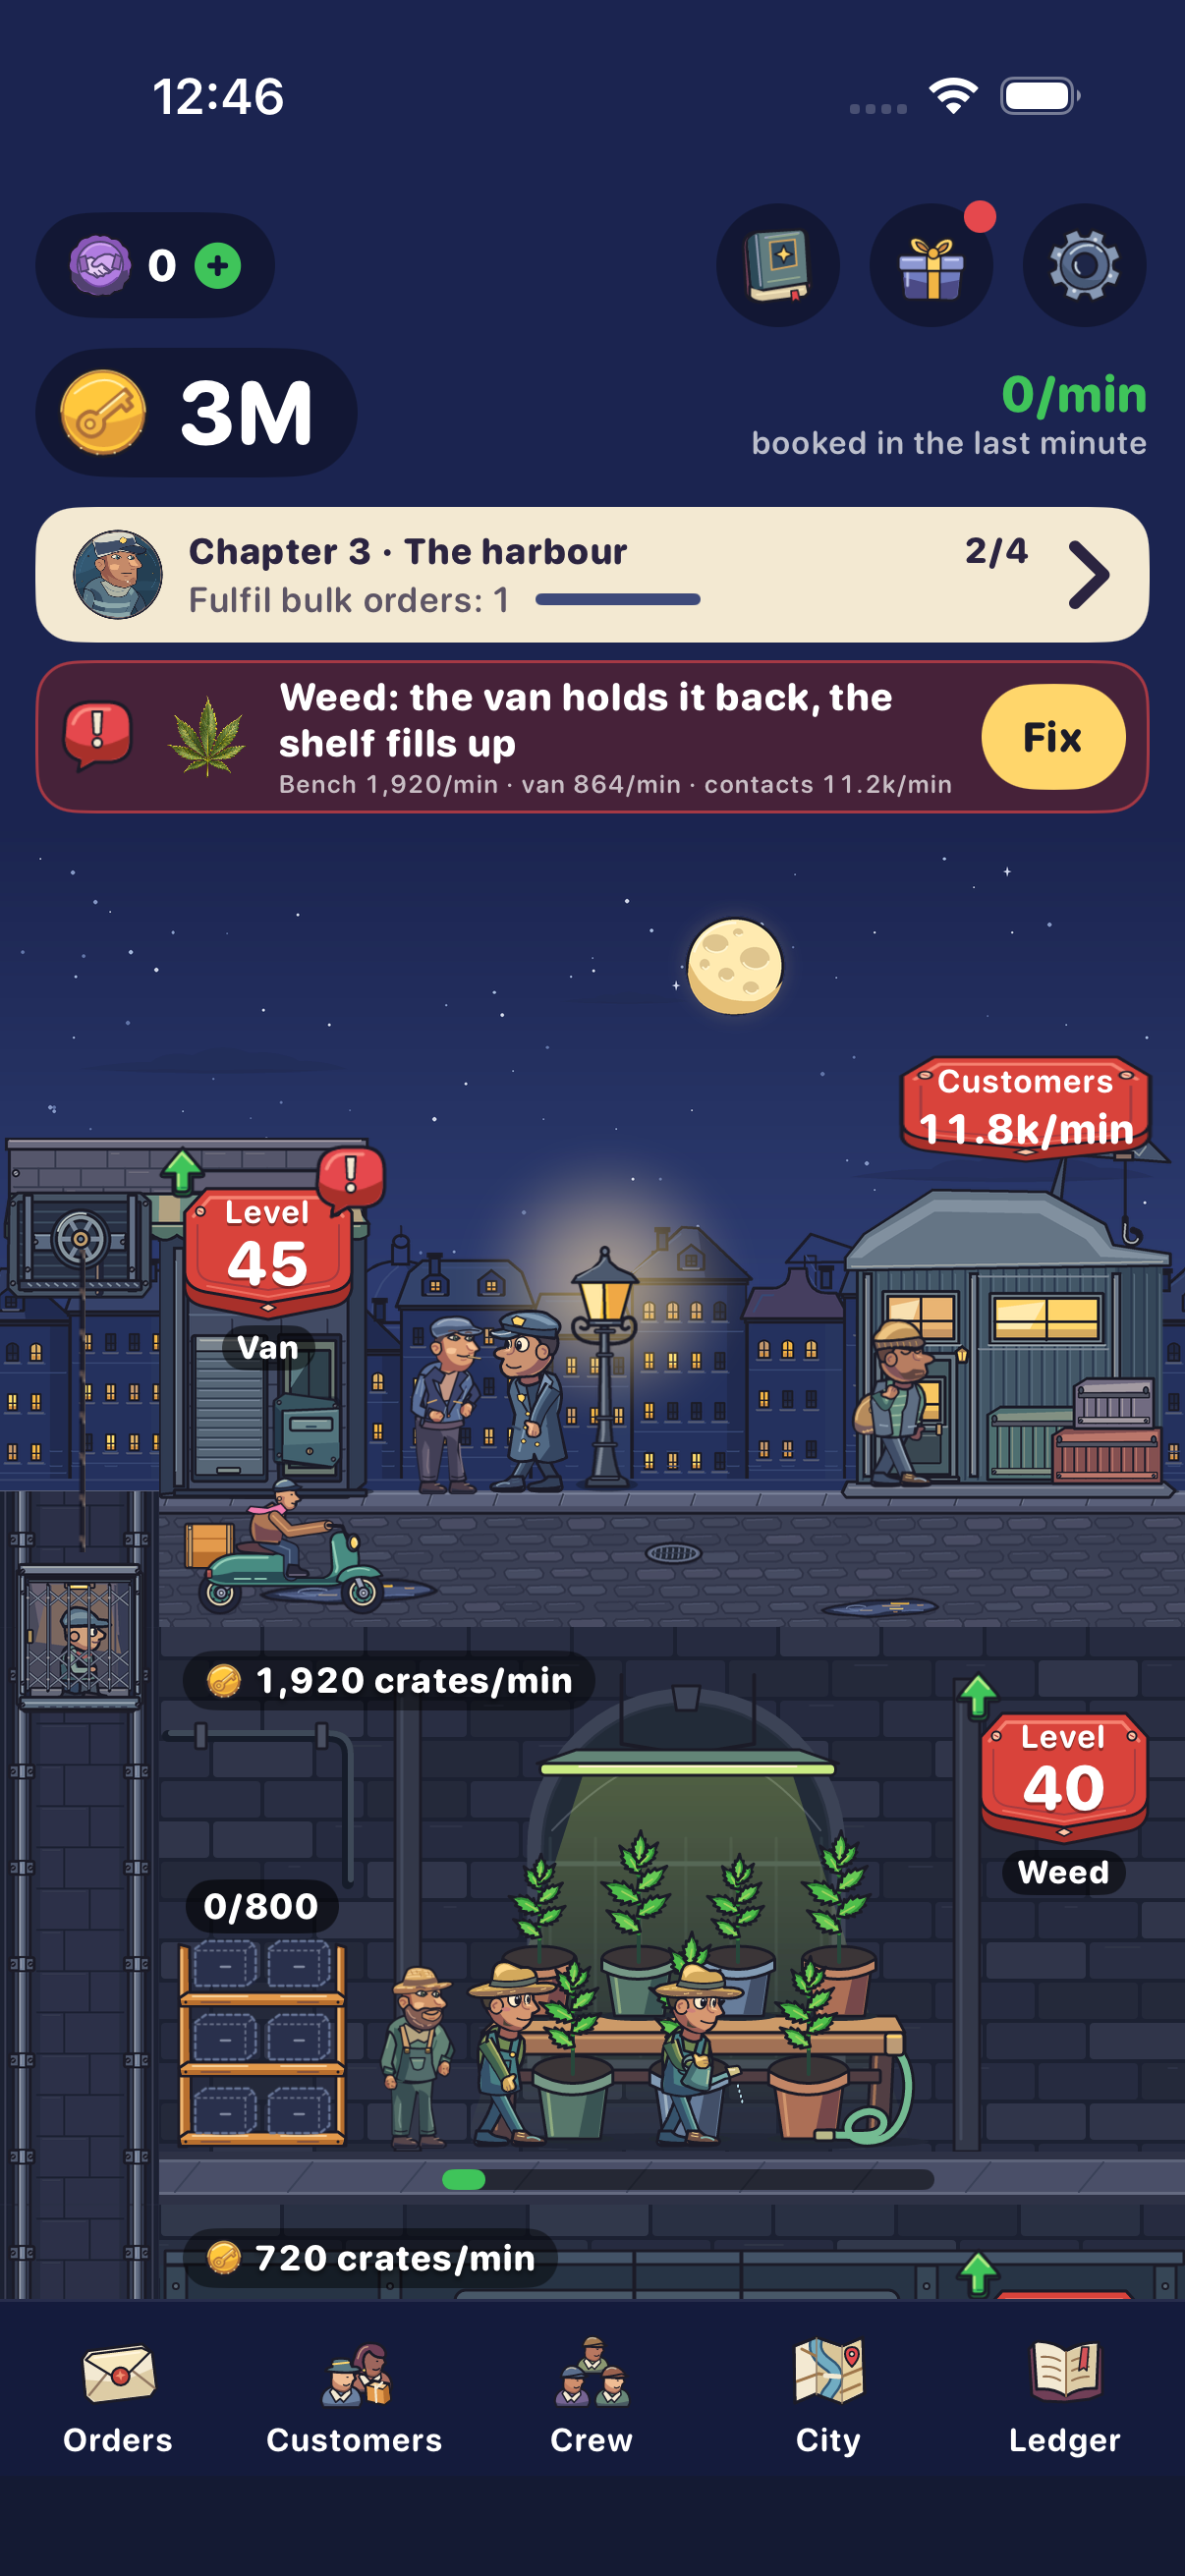 12:46
0
3M
0/min
booked in the last minute
Chapter 3 · The harbour
2/4
Fulfil bulk orders: 1
Weed: the van holds it back, the
shelf fills up
Bench 1,920/min · van 864/min · contacts 11.2k/min
Fix
Customers
11.8k/min
Level
45
Van
1,920 crates/min
Level
40
Weed
0/800
720 crates/min
Orders
Customers
Crew
City
Ledger